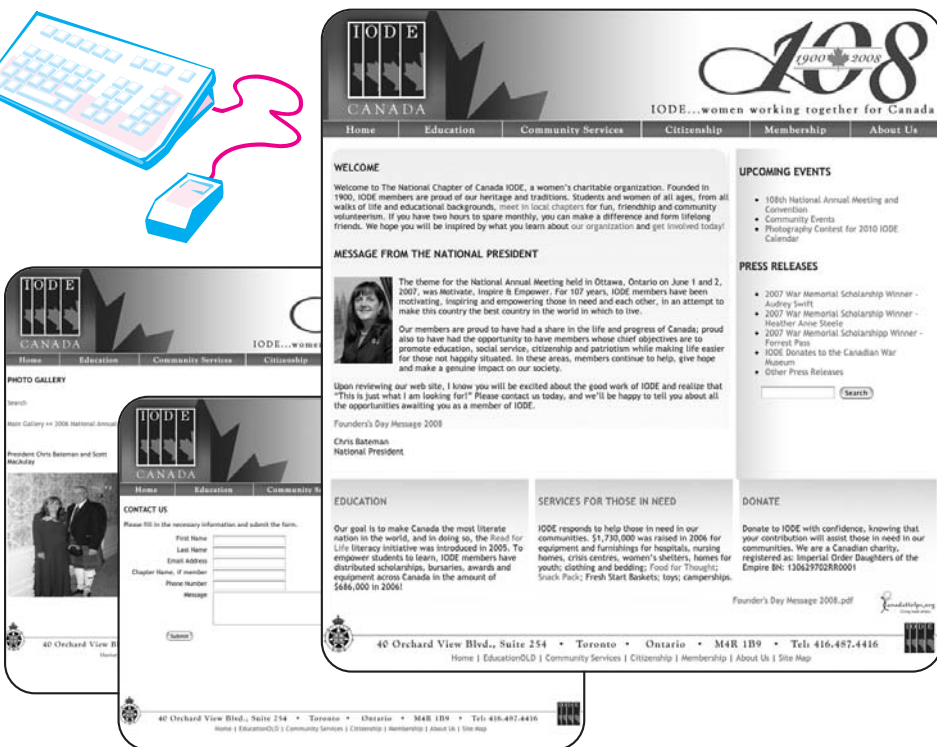 IODE
CANADA
108
1900 2008
IODE...women working together for Canada
Home Education Community Services Citizenship Membership About Us
WELCOME
Welcome to The National Chapter of Canada IODE, a women's charitable organization. Founded in
1900, IODE members are proud of our heritage and traditions. Students and women of all ages, from all
walks of life and educational backgrounds, meet in local chapters for fun, friendship and community
volunteerism. If you have two hours to spare monthly, you can make a difference and form lifelong
friends. We hope you will be inspired by what you learn about our organization and get involved today!
MESSAGE FROM THE NATIONAL PRESIDENT
The theme for the National Annual Meeting held in Ottawa, Ontario on June 1 and 2,
2007, was Motivate, Inspire & Empower. For 107 years, IODE members have been
motivating, inspiring and empowering those in need and each other, in an attempt to
make this country the best country in the world in which to live.
Our members are proud to have had a share in the life and progress of Canada; proud
also to have had the opportunity to have members whose chief objectives are to
promote education, social service, citizenship and patriotism while making life easier
for those not happily situated. In these areas, members continue to help, give hope
and make a genuine impact on our society.
Upon reviewing our web site, I know you will be excited about the good work of IODE and realize that
"This is just what I am looking for!" Please contact us today, and we'll be happy to tell you about all
the opportunities awaiting you as a member of IODE.
Founders's Day Message 2008
Chris Bateman
National President
UPCOMING EVENTS
• 108th National Annual Meeting and
Convention
• Community Events
• Photography Contest for 2010 IODE
Calendar
PRESS RELEASES
• 2007 War Memorial Scholarship Winner -
Audrey Swift
• 2007 War Memorial Scholarship Winner -
Heather Anne Steele
• 2007 War Memorial Scholarshipp Winner -
Forrest Pass
• IODE Donates to the Canadian War
Museum
• Other Press Releases
Search
EDUCATION
Our goal is to make Canada the most literate
nation in the world, and in doing so, the Read for
Life literacy initiative was introduced in 2005. To
empower students to learn, IODE members have
distributed scholarships, bursaries, awards and
equipment across Canada in the amount of
$686,000 in 2006!
SERVICES FOR THOSE IN NEED
IODE responds to help those in need in our
communities. $1,730,000 was raised in 2006 for
equipment and furnishings for hospitals, nursing
homes, crisis centres, women's shelters, homes for
youth; clothing and bedding; Food for Thought;
Snack Pack; Fresh Start Baskets; toys; camperships.
DONATE
Donate to IODE with confidence, knowing that
your contribution will assist those in need in our
communities. We are a Canadian charity,
registered as: Imperial Order Daughters of the
Empire BN: 130629702RR0001
Founder's Day Message 2008.pdf
CanadaHelps.org
40 Orchard View Blvd., Suite 254 • Toronto • Ontario • M4R 1B9 • Tel: 416.487.4416
Home | EducationOLD | Community Services | Citizenship | Membership | About Us | Site Map
IODE
CANADA
IODE...women
Home Education Community Services Citizenship
PHOTO GALLERY
Search
Main Gallery >> 2006 National Annual
President Chris Bateman and Scott
MacAulay
40 Orchard View B
Home
IODE
CANADA
Home Education Community S
CONTACT US
Please fill in the necessary information and submit the form.
First Name
Last Name
Email Address
Chapter Name, if member
Phone Number
Message
Submit
40 Orchard View Blvd., Suite 254 • Toronto • Ontario • M4R 1B9 • Tel: 416.487.4416
Home | EducationOLD | Community Services | Citizenship | Membership | About Us | Site Map